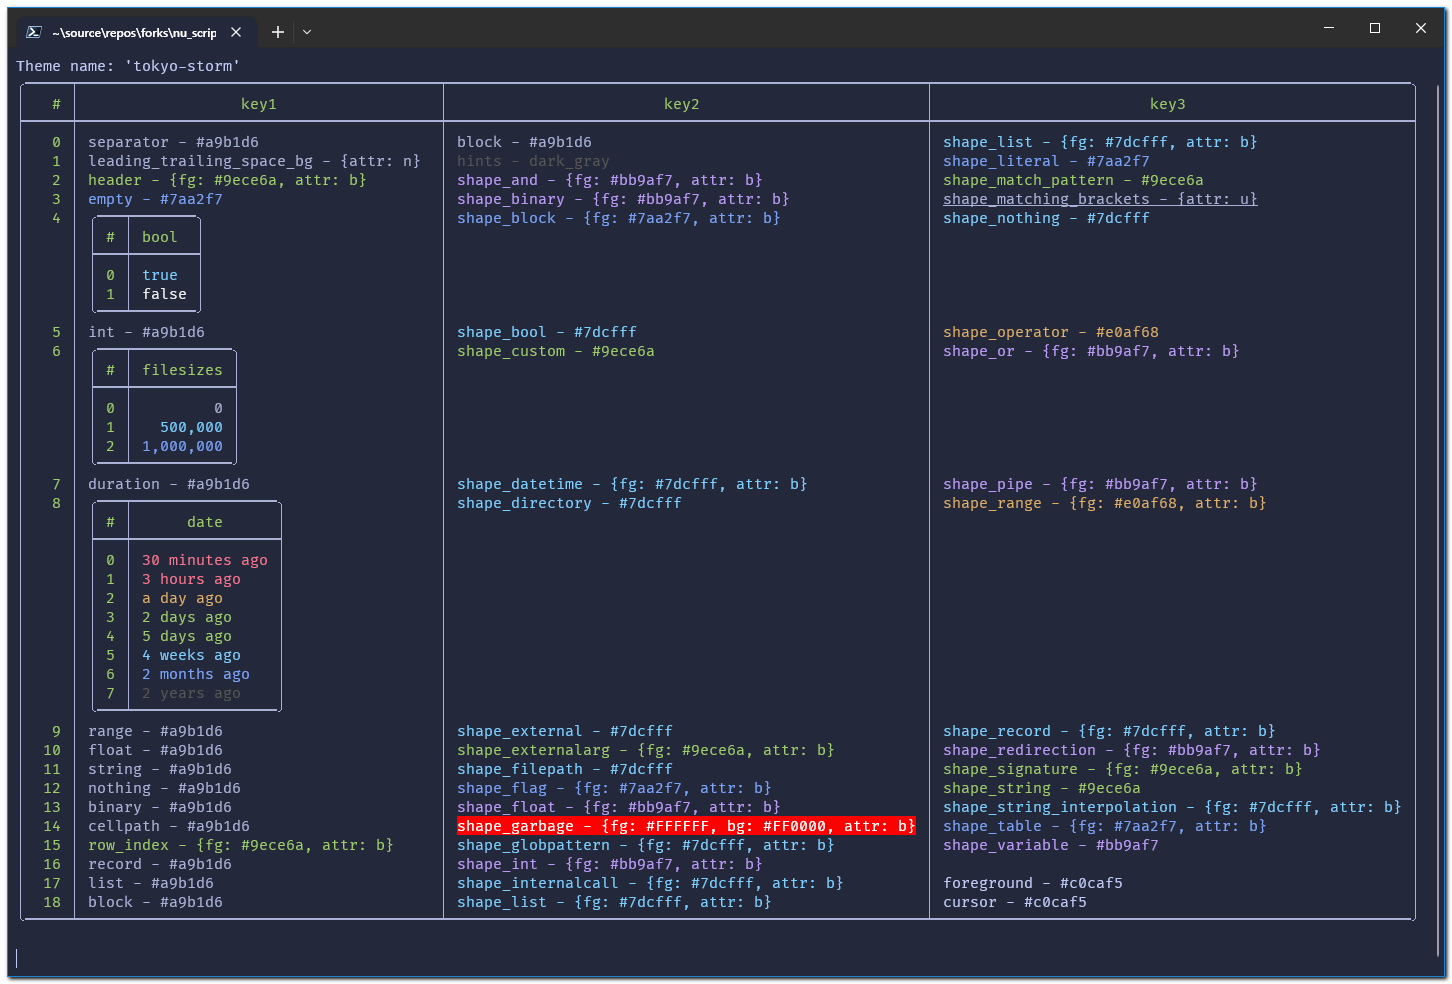 ~\source\repos\forks\nu_scrip
Theme name: 'tokyo-storm'
# key1 key2 key3
0 separator - #a9b1d6 block - #a9b1d6 shape_list - {fg: #7dcfff, attr: b}
1 leading_trailing_space_bg - {attr: n} hints - dark_gray shape_literal - #7aa2f7
2 header - {fg: #9ece6a, attr: b} shape_and - {fg: #bb9af7, attr: b} shape_match_pattern - #9ece6a
3 empty - #7aa2f7 shape_binary - {fg: #bb9af7, attr: b} shape_matching_brackets - {attr: u}
4 shape_block - {fg: #7aa2f7, attr: b} shape_nothing - #7dcfff
# bool
0 true
1 false
5 int - #a9b1d6 shape_bool - #7dcfff shape_operator - #e0af68
6 shape_custom - #9ece6a shape_or - {fg: #bb9af7, attr: b}
# filesizes
0 0
1 500,000
2 1,000,000
7 duration - #a9b1d6 shape_datetime - {fg: #7dcfff, attr: b} shape_pipe - {fg: #bb9af7, attr: b}
8 shape_directory - #7dcfff shape_range - {fg: #e0af68, attr: b}
# date
0 30 minutes ago
1 3 hours ago
2 a day ago
3 2 days ago
4 5 days ago
5 4 weeks ago
6 2 months ago
7 2 years ago
9 range - #a9b1d6 shape_external - #7dcfff shape_record - {fg: #7dcfff, attr: b}
10 float - #a9b1d6 shape_externalarg - {fg: #9ece6a, attr: b} shape_redirection - {fg: #bb9af7, attr: b}
11 string - #a9b1d6 shape_filepath - #7dcfff shape_signature - {fg: #9ece6a, attr: b}
12 nothing - #a9b1d6 shape_flag - {fg: #7aa2f7, attr: b} shape_string - #9ece6a
13 binary - #a9b1d6 shape_float - {fg: #bb9af7, attr: b} shape_string_interpolation - {fg: #7dcfff, attr: b}
14 cellpath - #a9b1d6 shape_garbage - {fg: #FFFFFF, bg: #FF0000, attr: b} shape_table - {fg: #7aa2f7, attr: b}
15 row_index - {fg: #9ece6a, attr: b} shape_globpattern - {fg: #7dcfff, attr: b} shape_variable - #bb9af7
16 record - #a9b1d6 shape_int - {fg: #bb9af7, attr: b}
17 list - #a9b1d6 shape_internalcall - {fg: #7dcfff, attr: b} foreground - #c0caf5
18 block - #a9b1d6 shape_list - {fg: #7dcfff, attr: b} cursor - #c0caf5